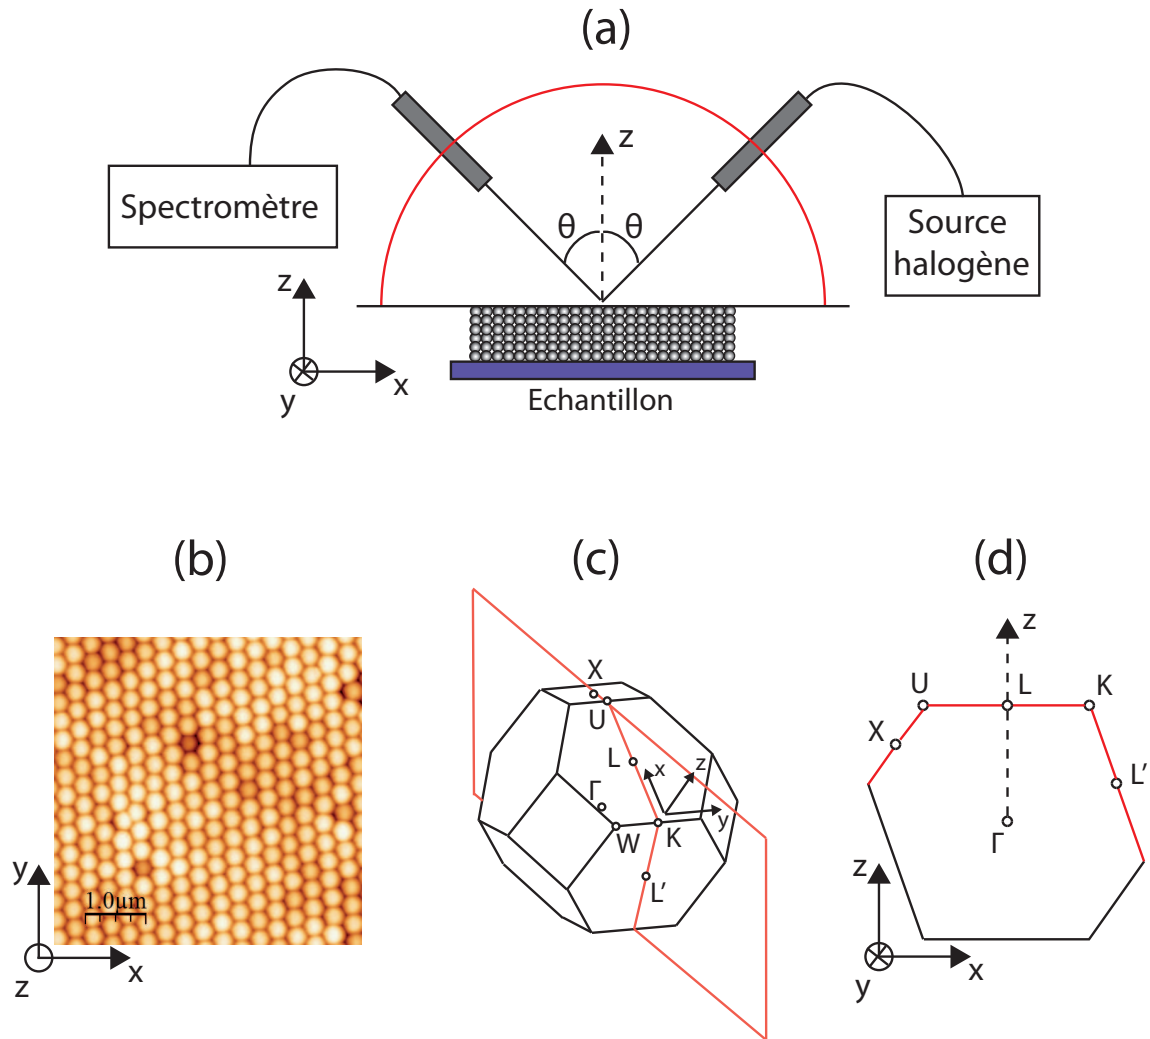 (a)
z
Spectromètre
θ θ
Source
halogène
z
y
x
Echantillon
(b)
(c)
(d)
y
1.0µm
z
x
X
U
L
x
z
Γ
y
W
K
L'
z
U
L
K
X
L'
Γ
z
y
x